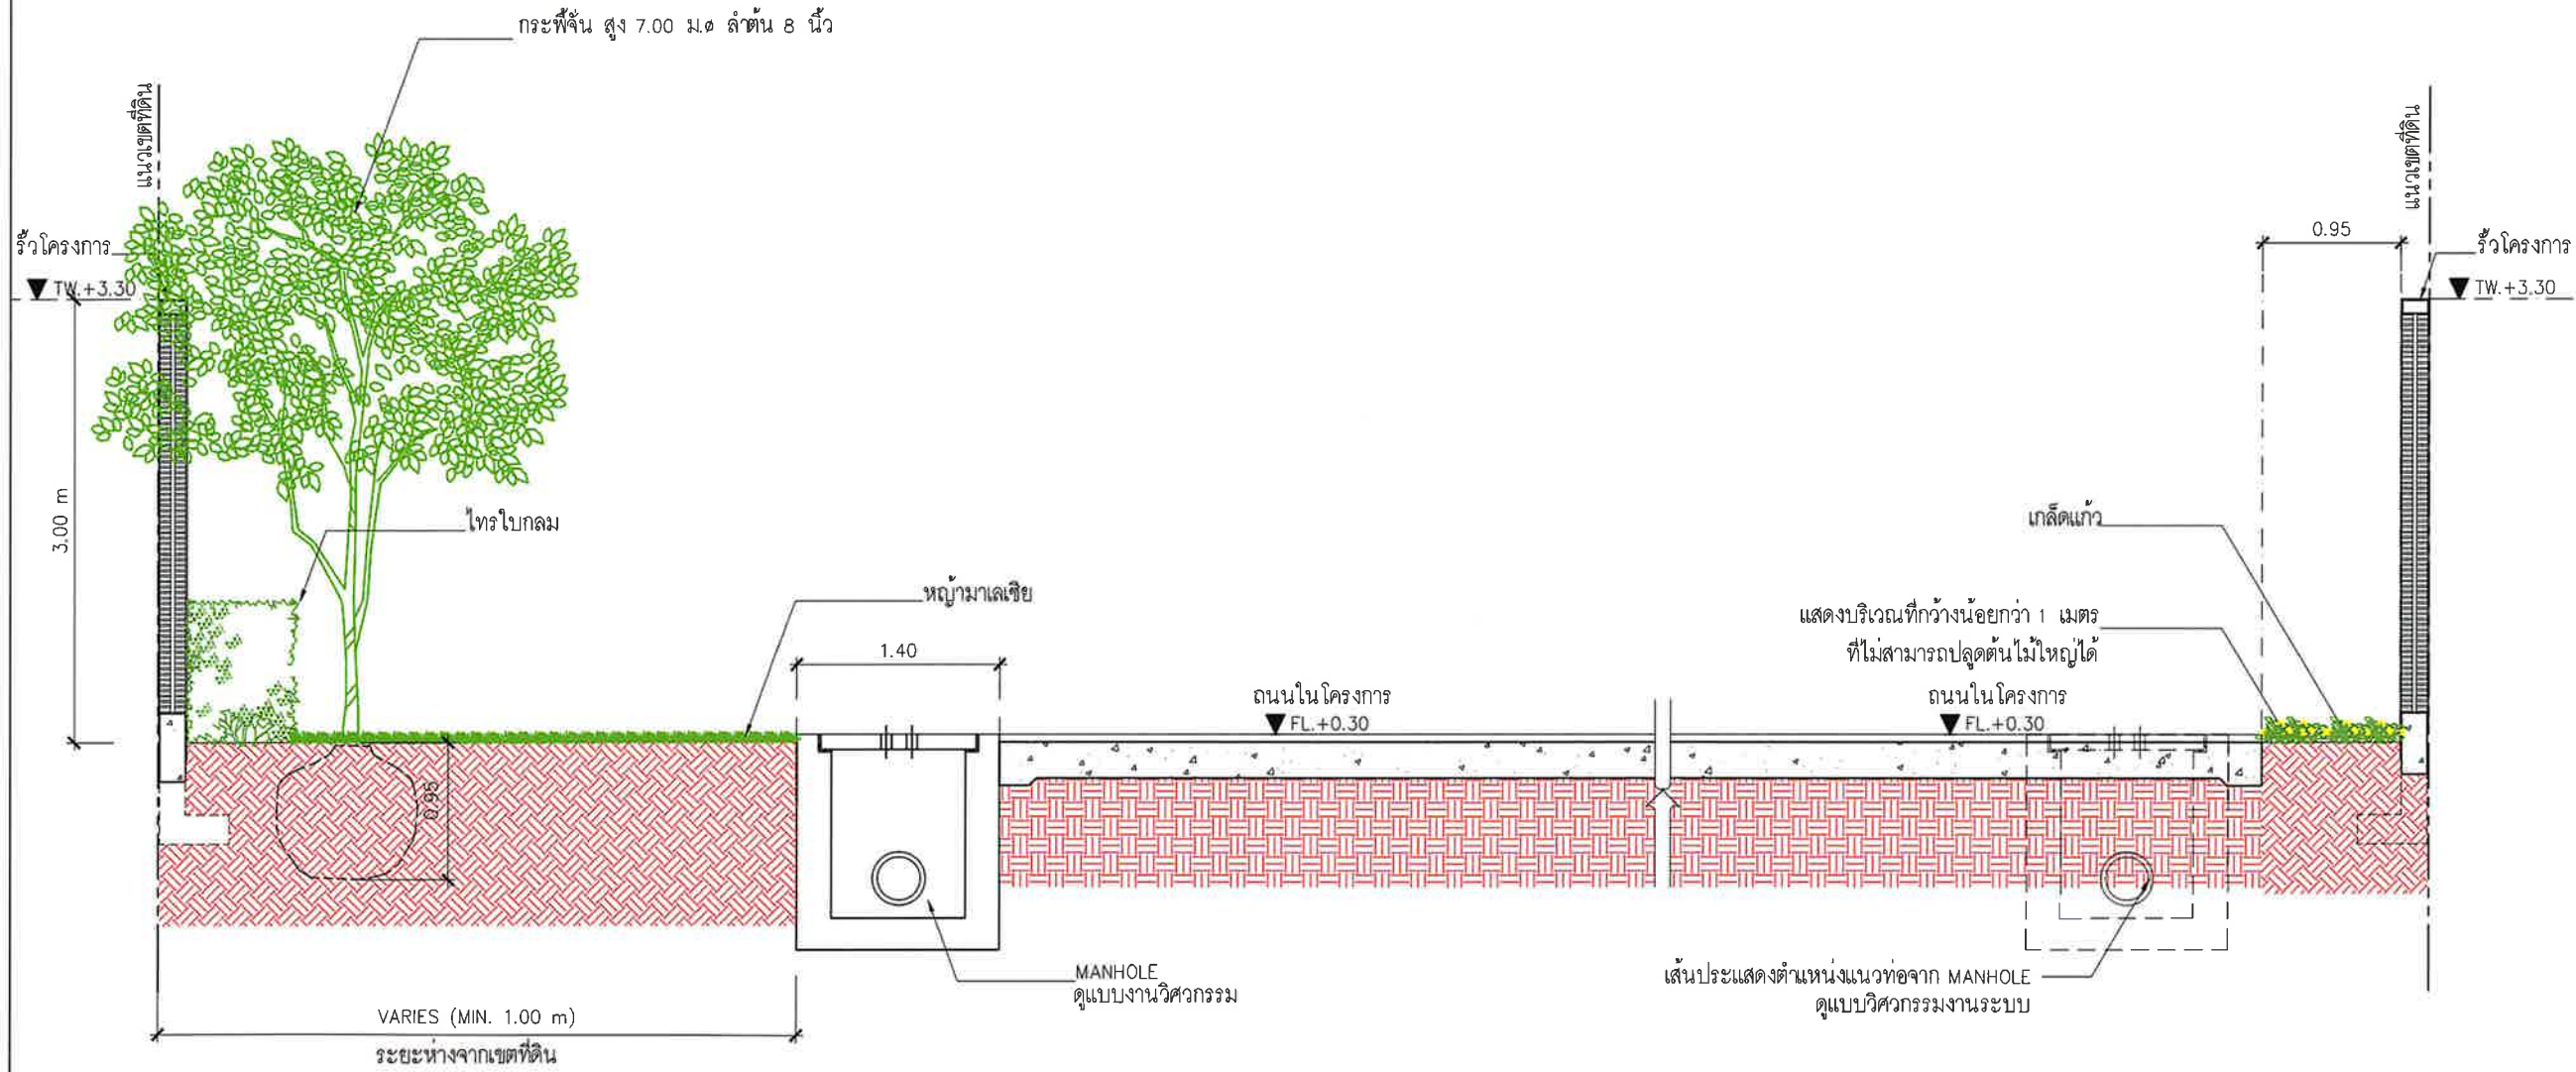 กระพี้จั่น สูง 7.00 ม.ø ลำต้น 8 นิ้ว
แนวเขตที่ดิน
แนวเขตที่ดิน
รั้วโครงการ
TW.+3.30
0.95
รั้วโครงการ
TW.+3.30
3.00 m
ไทรใบกลม
เกล็ดแก้ว
หญ้ามาเลเซีย
แสดงบริเวณที่กว้างน้อยกว่า 1 เมตร
ที่ไม่สามารถปลูดต้นไม้ใหญ่ได้
1.40
ถนนในโครงการ
FL.+0.30
ถนนในโครงการ
FL.+0.30
0.95
MANHOLE
ดูแบบงานวิศวกรรม
เส้นประแสดงตำแหน่งแนวท่อจาก MANHOLE
ดูแบบวิศวกรรมงานระบบ
VARIES (MIN. 1.00 m)
ระยะห่างจากเขตที่ดิน